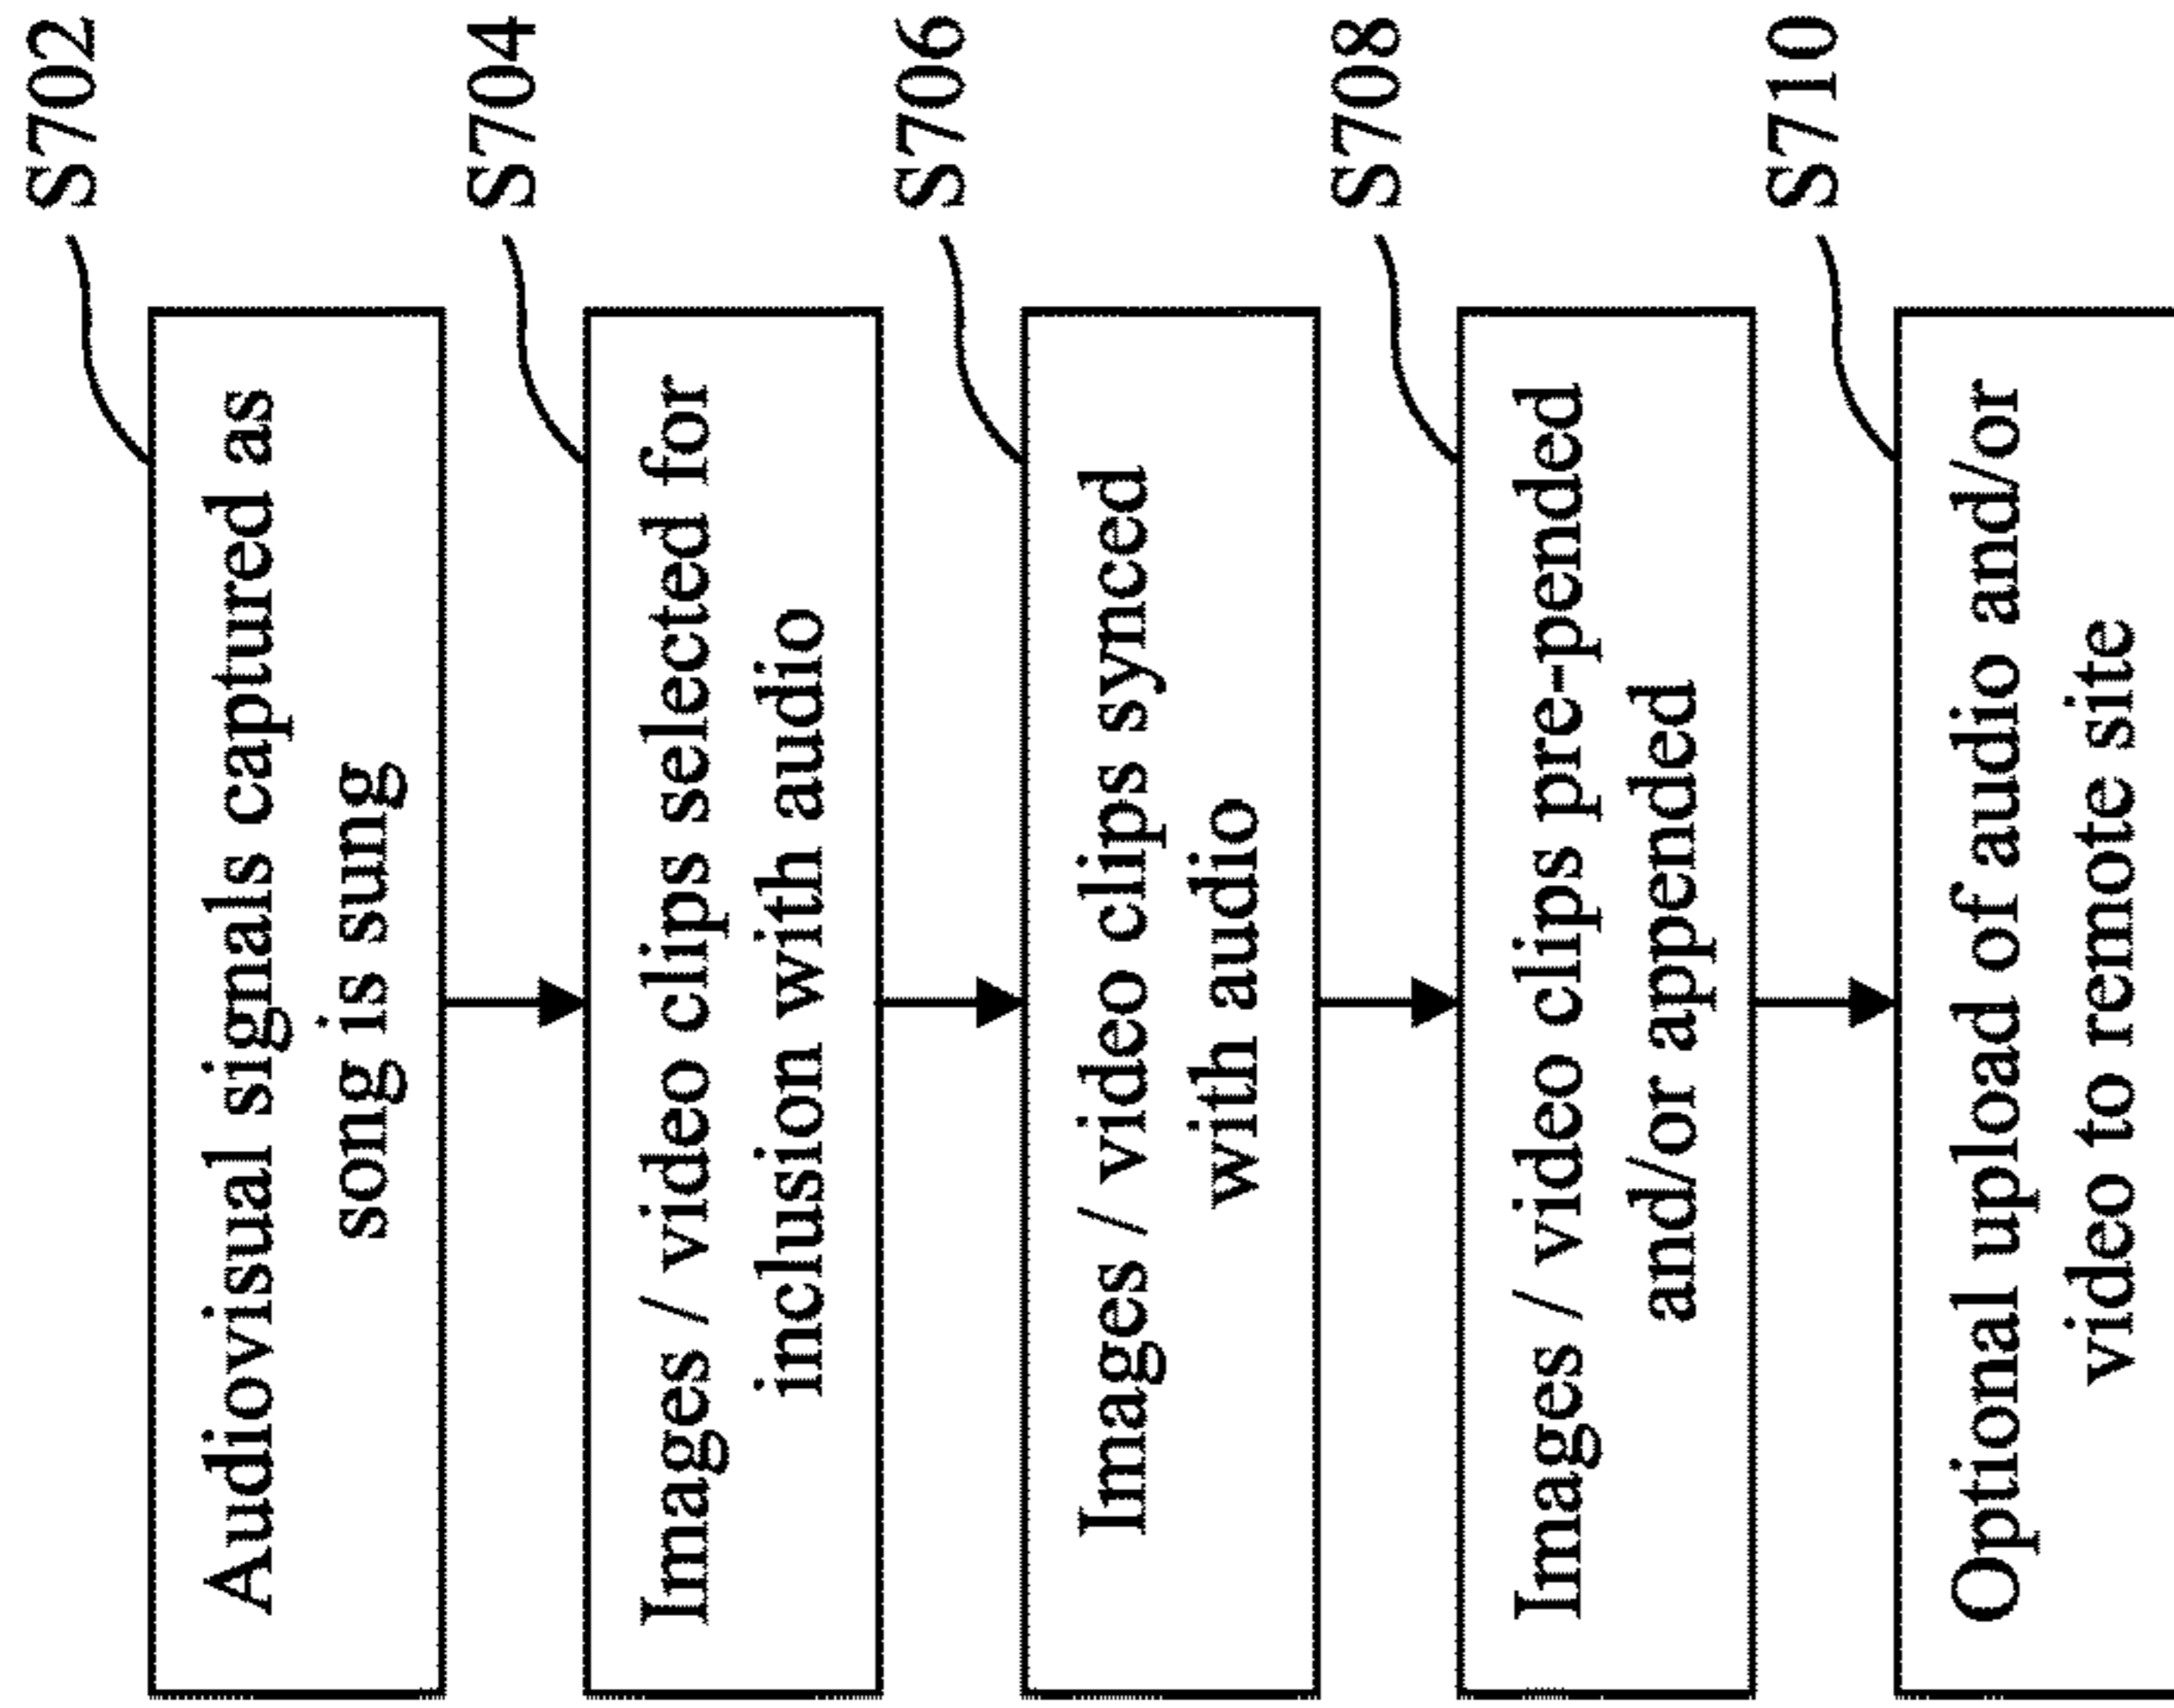 S702
Audiovisual signals captured as
song is sung
S704
Images / video clips selected for
inclusion with audio
S706
Images / video clips synced
with audio
S708
Images / video clips pre-pended
and/or appended
S710
Optional upload of audio and/or
video to remote site